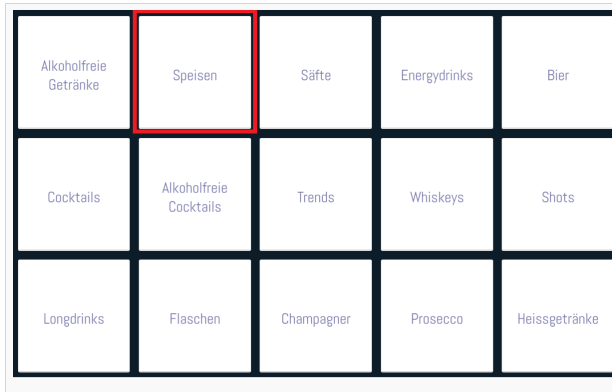 Alkoholfreie
Getränke
Speisen
Säfte
Energydrinks
Bier
Cocktails
Alkoholfreie
Cocktails
Trends
Whiskeys
Shots
Longdrinks
Flaschen
Champagner
Prosecco
Heissgetränke